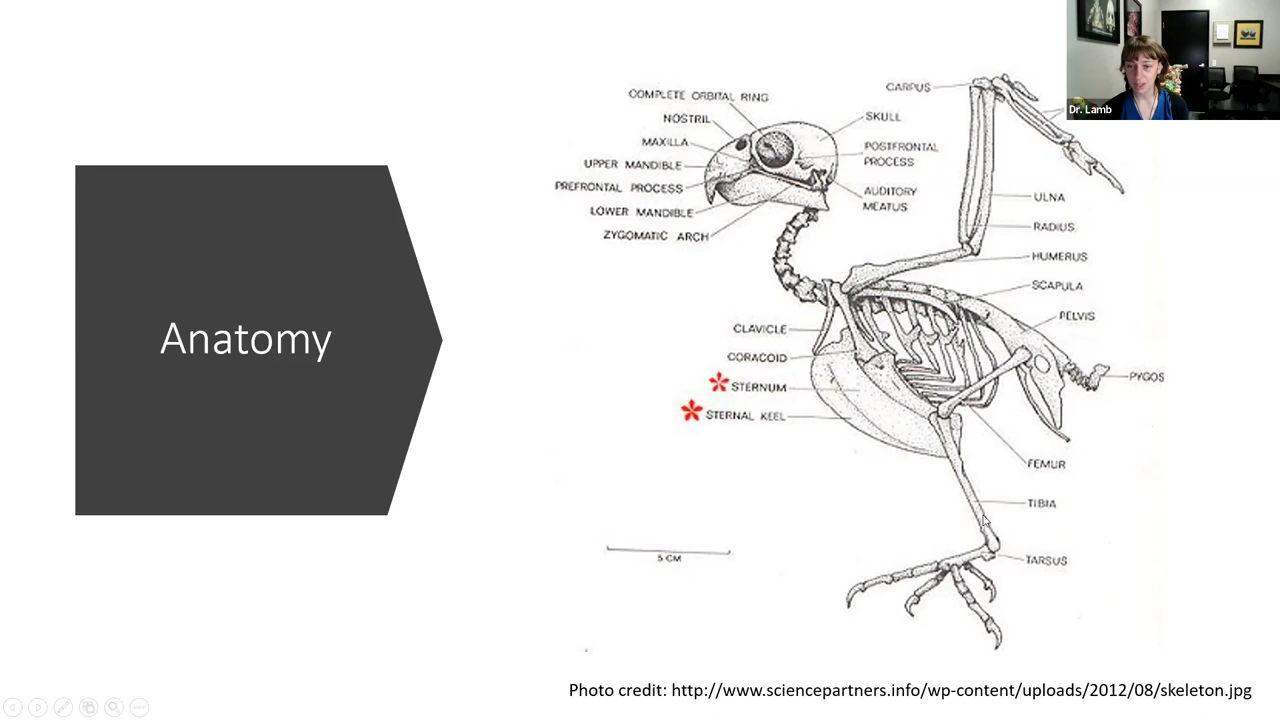 Dr. Lamb
Anatomy
COMPLETE ORBITAL RING
NOSTRIL
MAXILLA
UPPER MANDIBLE
PREFRONTAL PROCESS
LOWER MANDIBLE
ZYGOMATIC ARCH
CARPUS
SKULL
POSTFRONTAL
PROCESS
AUDITORY
MEATUS
ULNA
RADIUS
HUMERUS
SCAPULA
PELVIS
PYGOS
CLAVICLE
CORACOID
STERNUM
STERNAL KEEL
FEMUR
TIBIA
TARSUS
5 CM
Photo credit: http://www.sciencepartners.info/wp-content/uploads/2012/08/skeleton.jpg